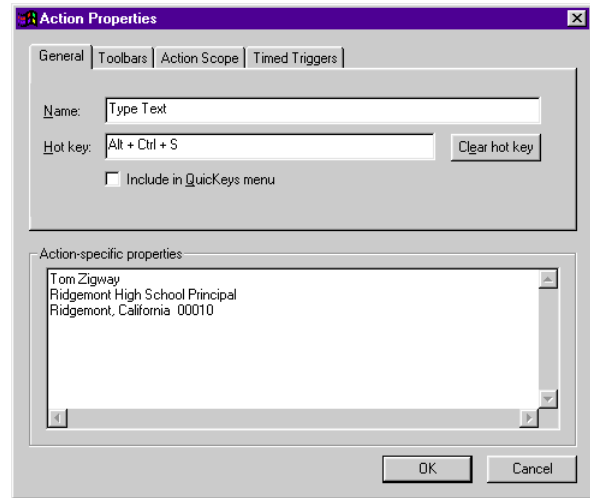 Action Properties
General Toolbars Action Scope Timed Triggers
Name: Type Text
Hot key: Alt + Ctrl + S Clear hot key
Include in QuicKeys menu
Action-specific properties
Tom Zigway
Ridgemont High School Principal
Ridgemont, California 00010
OK Cancel